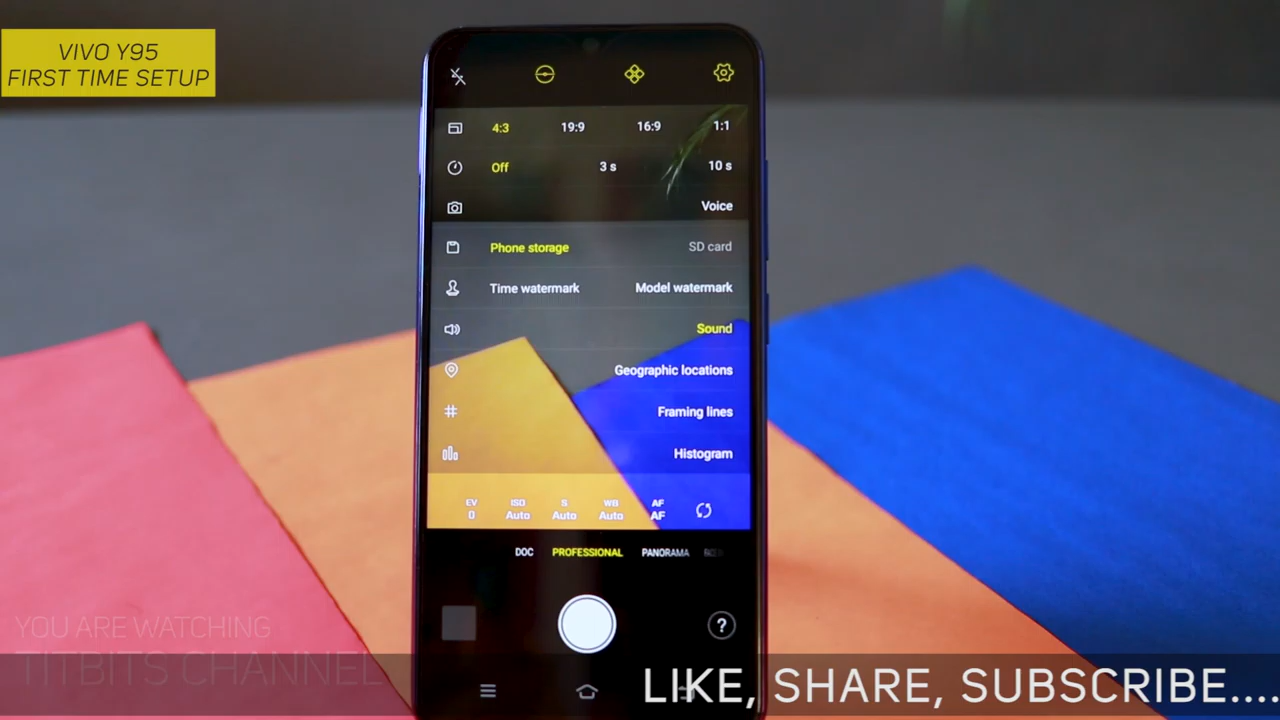 VIVO Y95
FIRST TIME SETUP
4:3 19:9 16:9 1:1
Off 3 s 10 s
Voice
Phone storage SD card
Time watermark Model watermark
Sound
Geographic locations
Framing lines
Histogram
EV ISO S WB AF
0 Auto Auto Auto AF
DOC PROFESSIONAL PANORAMA
?
YOU ARE WATCHING
TITBITS CHANNEL
LIKE, SHARE, SUBSCRIBE....